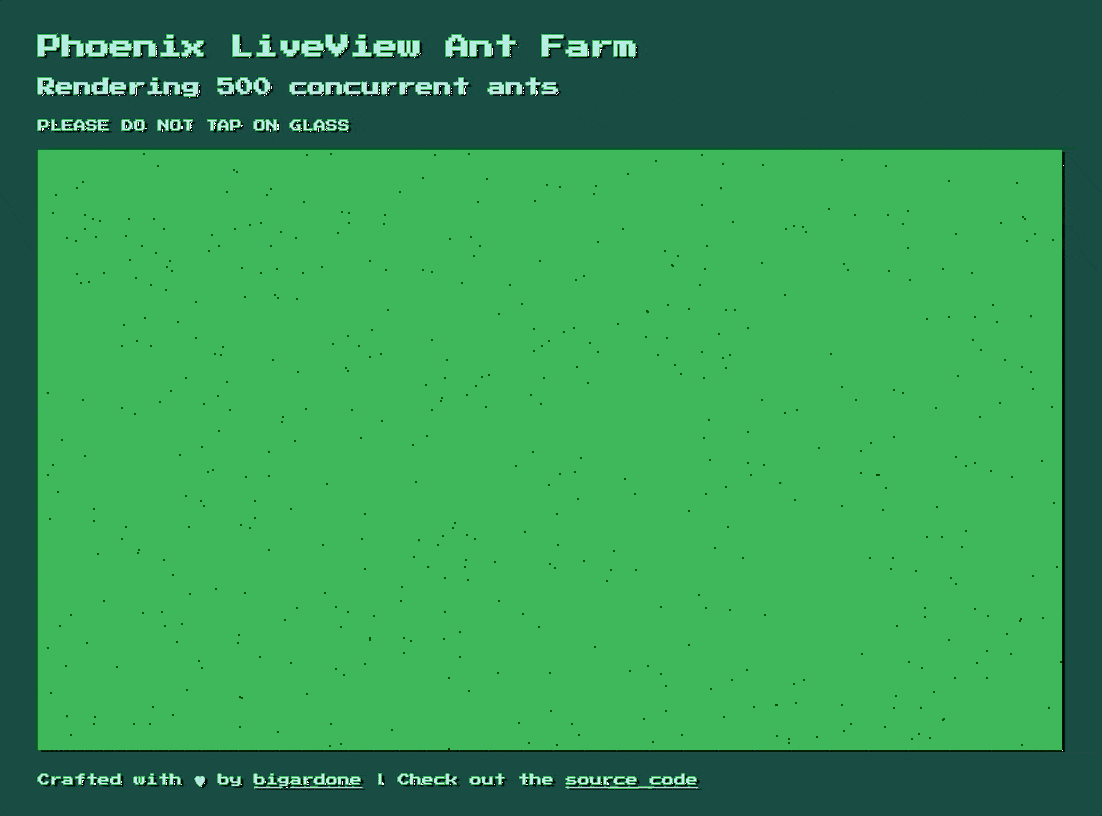 Phoenix LiveView Ant Farm
Rendering 500 concurrent ants
PLEASE DO NOT TAP ON GLASS
Crafted with ♥ by bigardone | Check out the source code